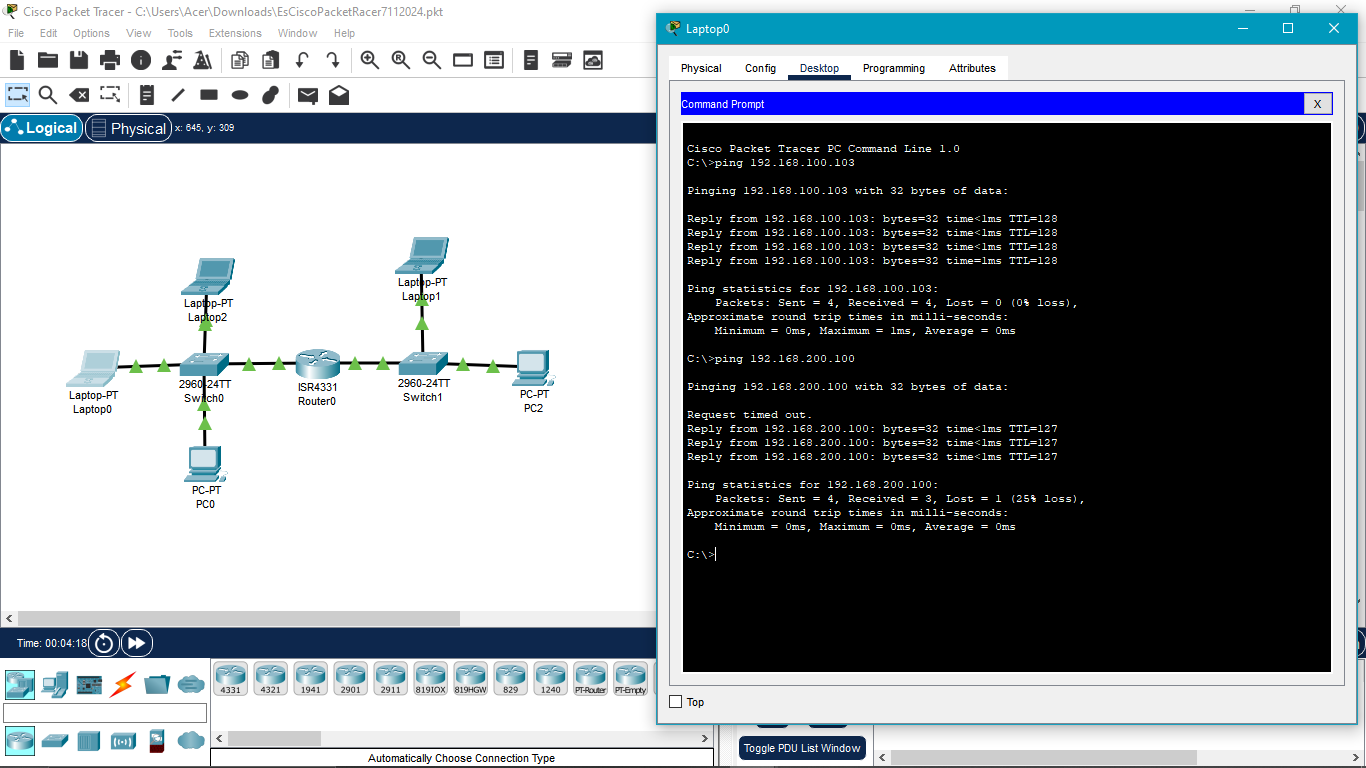 Cisco Packet Tracer - C:\Users\Acer\Downloads\EsCiscoPacketRacer7112024.pkt
File Edit Options View Tools Extensions Window Help
Logical Physical x: 645, y: 309
Laptop-PT
Laptop2
Laptop-PT
Laptop1
Laptop-PT
Laptop0
2960-24TT
Switch0
ISR4331
Router0
2960-24TT
Switch1
PC-PT
PC2
PC-PT
PC0
Time: 00:04:18
4331 4321 1941 2901 2911 819IOX 819HGW 829 1240 PT-Router PT-Empty
Automatically Choose Connection Type
Toggle PDU List Window
Laptop0
Physical Config Desktop Programming Attributes
Command Prompt X
Cisco Packet Tracer PC Command Line 1.0
C:\>ping 192.168.100.103
Pinging 192.168.100.103 with 32 bytes of data:
Reply from 192.168.100.103: bytes=32 time<1ms TTL=128
Reply from 192.168.100.103: bytes=32 time<1ms TTL=128
Reply from 192.168.100.103: bytes=32 time<1ms TTL=128
Reply from 192.168.100.103: bytes=32 time=1ms TTL=128
Ping statistics for 192.168.100.103:
Packets: Sent = 4, Received = 4, Lost = 0 (0% loss),
Approximate round trip times in milli-seconds:
Minimum = 0ms, Maximum = 1ms, Average = 0ms
C:\>ping 192.168.200.100
Pinging 192.168.200.100 with 32 bytes of data:
Request timed out.
Reply from 192.168.200.100: bytes=32 time<1ms TTL=127
Reply from 192.168.200.100: bytes=32 time<1ms TTL=127
Reply from 192.168.200.100: bytes=32 time<1ms TTL=127
Ping statistics for 192.168.200.100:
Packets: Sent = 4, Received = 3, Lost = 1 (25% loss),
Approximate round trip times in milli-seconds:
Minimum = 0ms, Maximum = 0ms, Average = 0ms
C:\>
Top